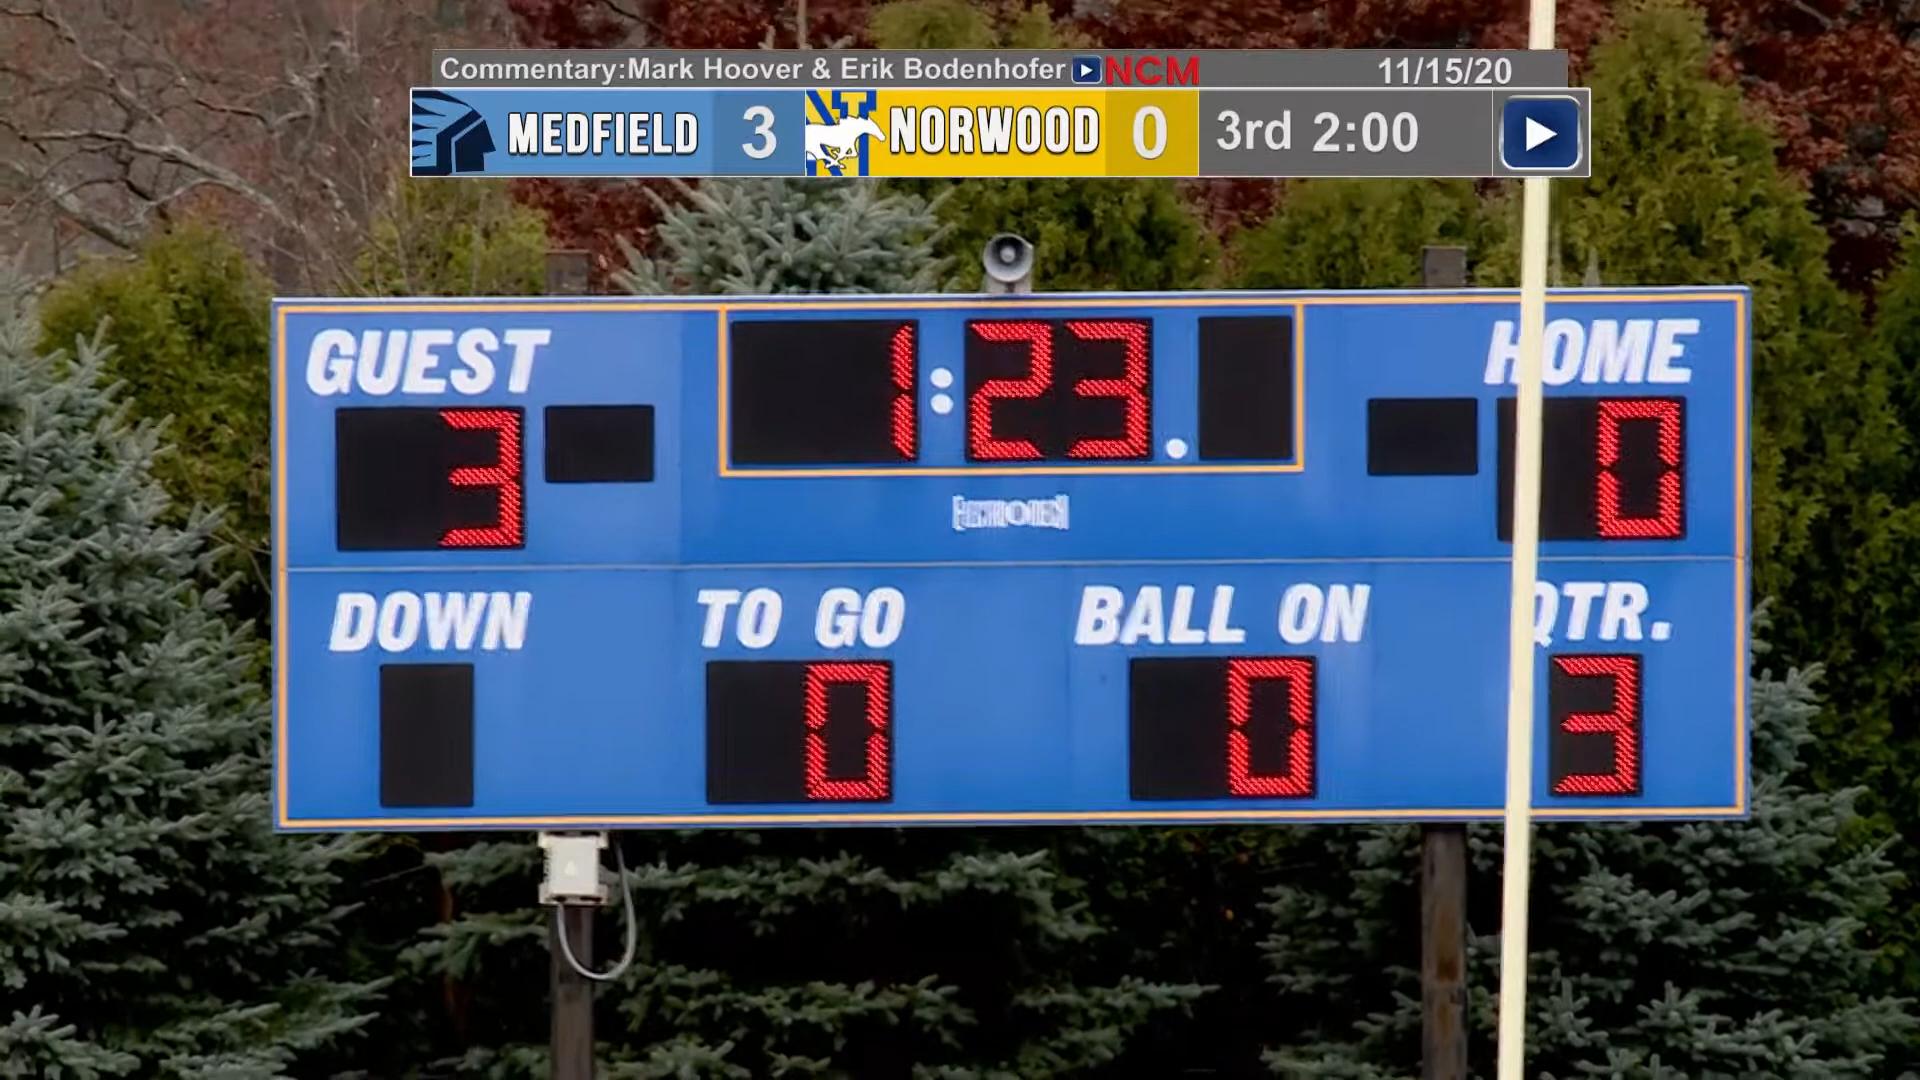 Commentary:Mark Hoover & Erik Bodenhofer NCM 11/15/20
MEDFIELD 3 NORWOOD 0 3rd 2:00
GUEST 1:23. HOME
3 0
DOWN TO GO BALL ON QTR.
0 0 3